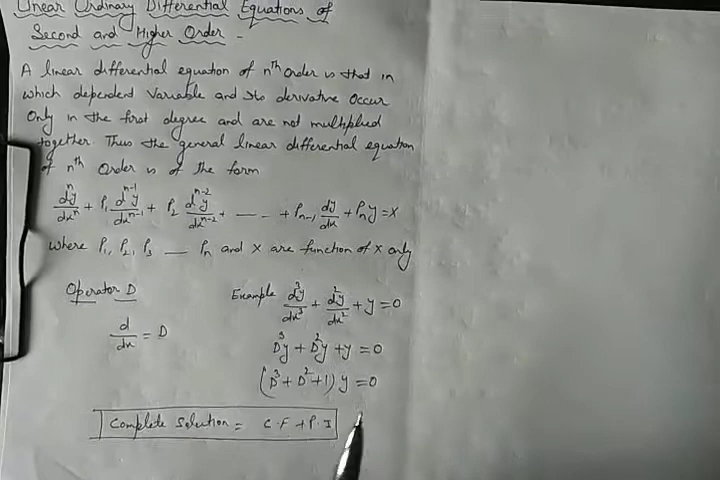 Linear Ordinary Differential Equations of
Second and Higher Order -
A linear differential equation of nth Order is that in
which dependent Variable and its derivative Occur
Only in the first degree and are not multiplied
together. Thus the general linear differential equation
of nth Order is of the form
dⁿy/dxⁿ + P₁ dⁿ⁻¹y/dxⁿ⁻¹ + P₂ dⁿ⁻²y/dxⁿ⁻² + — - + Pₙ₋₁ dy/dx + Pₙy = X
where P₁, P₂, P₃ — Pₙ and X are function of x only
Operator D
d/dx = D
Example d³y/dx³ + d²y/dx² + y = 0
D³y + D²y + y = 0
(D³ + D² + 1) y = 0
Complete Solution = C.F + P.I